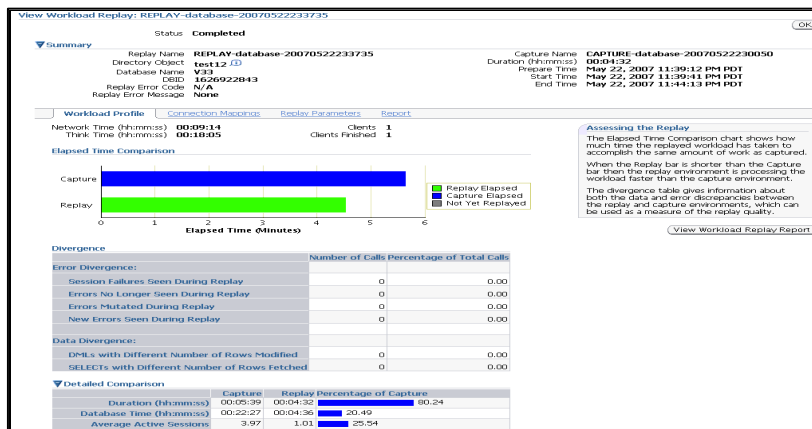 View Workload Replay: REPLAY-database-20070522233735
OK
Status Completed
Summary
Replay Name REPLAY-database-20070522233735
Directory Object test12
Database Name V33
DBID 1626922843
Replay Error Code N/A
Replay Error Message None
Capture Name CAPTURE-database-20070522230050
Duration (hh:mm:ss) 00:04:32
Prepare Time May 22, 2007 11:39:12 PM PDT
Start Time May 22, 2007 11:39:41 PM PDT
End Time May 22, 2007 11:44:13 PM PDT
Workload Profile Connection Mappings Replay Parameters Report
Network Time (hh:mm:ss) 00:09:14
Think Time (hh:mm:ss) 00:18:05
Clients 1
Clients Finished 1
Elapsed Time Comparison
Capture
Replay
0 1 2 3 4 5 6
Elapsed Time (Minutes)
Replay Elapsed
Capture Elapsed
Not Yet Replayed
Assessing the Replay
The Elapsed Time Comparison chart shows how
much time the replayed workload has taken to
accomplish the same amount of work as captured.
When the Replay bar is shorter than the Capture
bar then the replay environment is processing the
workload faster than the capture environment.
The divergence table gives information about
both the data and error discrepancies between
the replay and capture environments, which can
be used as a measure of the replay quality.
View Workload Replay Report
Divergence
Number of Calls Percentage of Total Calls
Error Divergence:
Session Failures Seen During Replay 0 0.00
Errors No Longer Seen During Replay 0 0.00
Errors Mutated During Replay 0 0.00
New Errors Seen During Replay 0 0.00
Data Divergence:
DMLs with Different Number of Rows Modified 0 0.00
SELECTs with Different Number of Rows Fetched 0 0.00
Detailed Comparison
Capture Replay Percentage of Capture
Duration (hh:mm:ss) 00:05:39 00:04:32 80.24
Database Time (hh:mm:ss) 00:22:27 00:04:36 20.49
Average Active Sessions 3.97 1.01 25.54